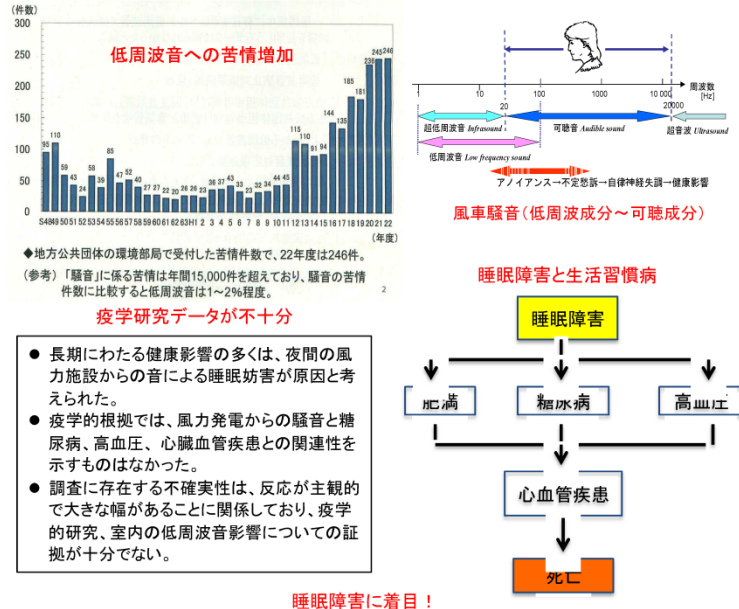 (件数)
300
250
200
150
100
50
0
低周波音への苦情増加
95 110 59 43 24 58 39 85 47 52 40 27 27 22 20 26 23 36 37 43 33 23 32 34 44 45 115 110 91 94 144 135 185 181 236 245 246
S48 49 50 51 52 53 54 55 56 57 58 59 60 61 62 63 H1 2 3 4 5 6 7 8 9 10 11 12 13 14 15 16 17 18 19 20 21 22
(年度)
◆地方公共団体の環境部局で受付した苦情件数で、22年度は246件。
(参考) 「騒音」に係る苦情は年間15,000件を超えており、騒音の苦情
件数に比較すると低周波音は1～2%程度。
2
周波数
[Hz]
1 10 100 1000 10000
20 20000
超低周波音 Infrasound
可聴音 Audible sound
超音波 Ultrasound
低周波音 Low frequency sound
アノイアンス→不定愁訴→自律神経失調→健康影響
風車騒音(低周波成分～可聴成分)
疫学研究データが不十分
● 長期にわたる健康影響の多くは、夜間の風
力施設からの音による睡眠妨害が原因と考
えられた。
● 疫学的根拠では、風力発電からの騒音と糖
尿病、高血圧、心臓血管疾患との関連性を
示すものはなかった。
● 調査に存在する不確実性は、反応が主観的
で大きな幅があることに関係しており、疫学
的研究、室内の低周波音影響についての証
拠が十分でない。
睡眠障害と生活習慣病
睡眠障害
肥満 糖尿病 高血圧
心血管疾患
死亡
睡眠障害に着目！